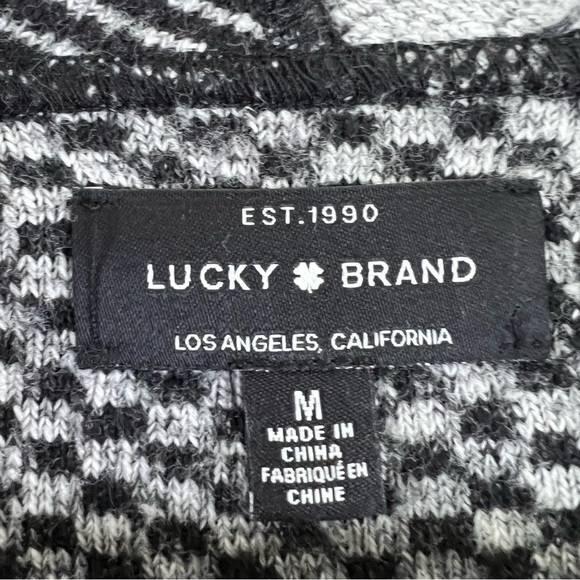 EST.1990
LUCKY BRAND
LOS ANGELES, CALIFORNIA
M
MADE IN
CHINA
FABRIQUÉ EN
CHINE